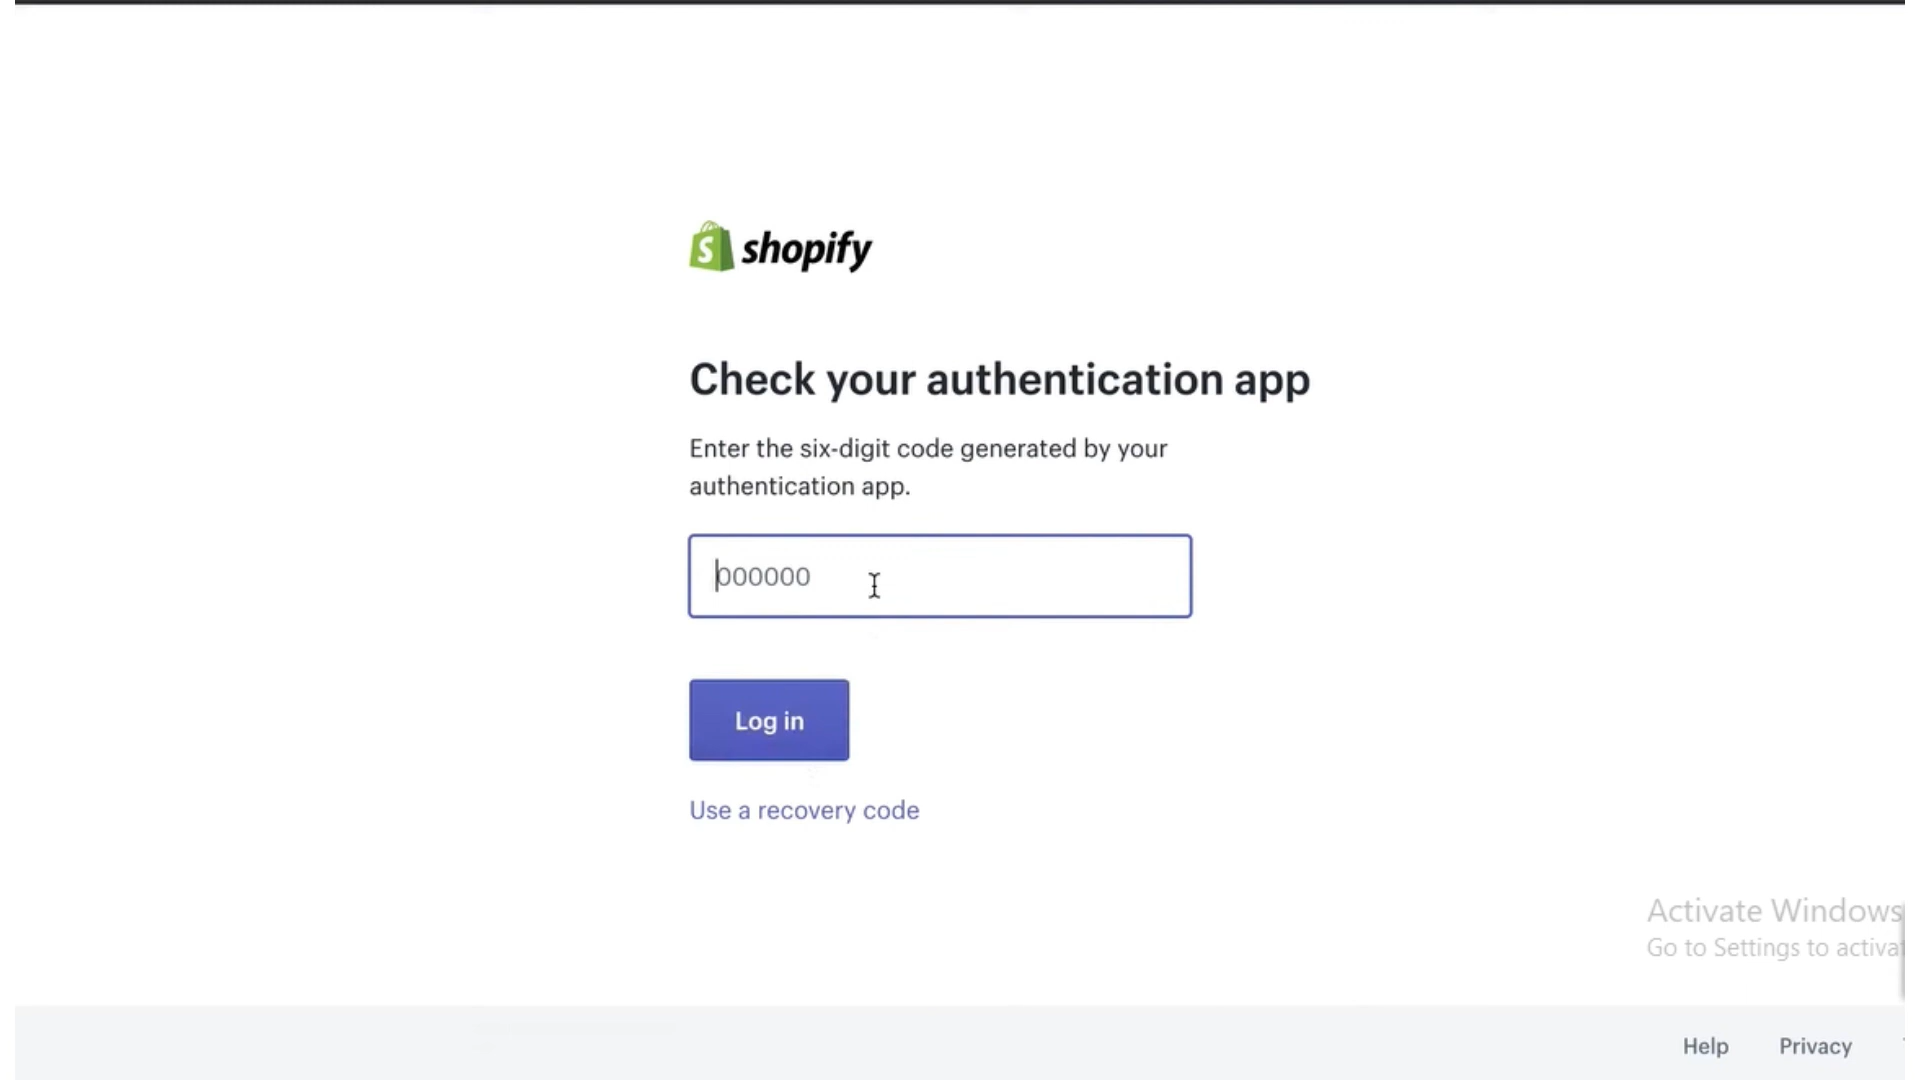 shopify
Check your authentication app
Enter the six-digit code generated by your
authentication app.
000000
Log in
Use a recovery code
Activate Windows
Go to Settings to activa
Help Privacy